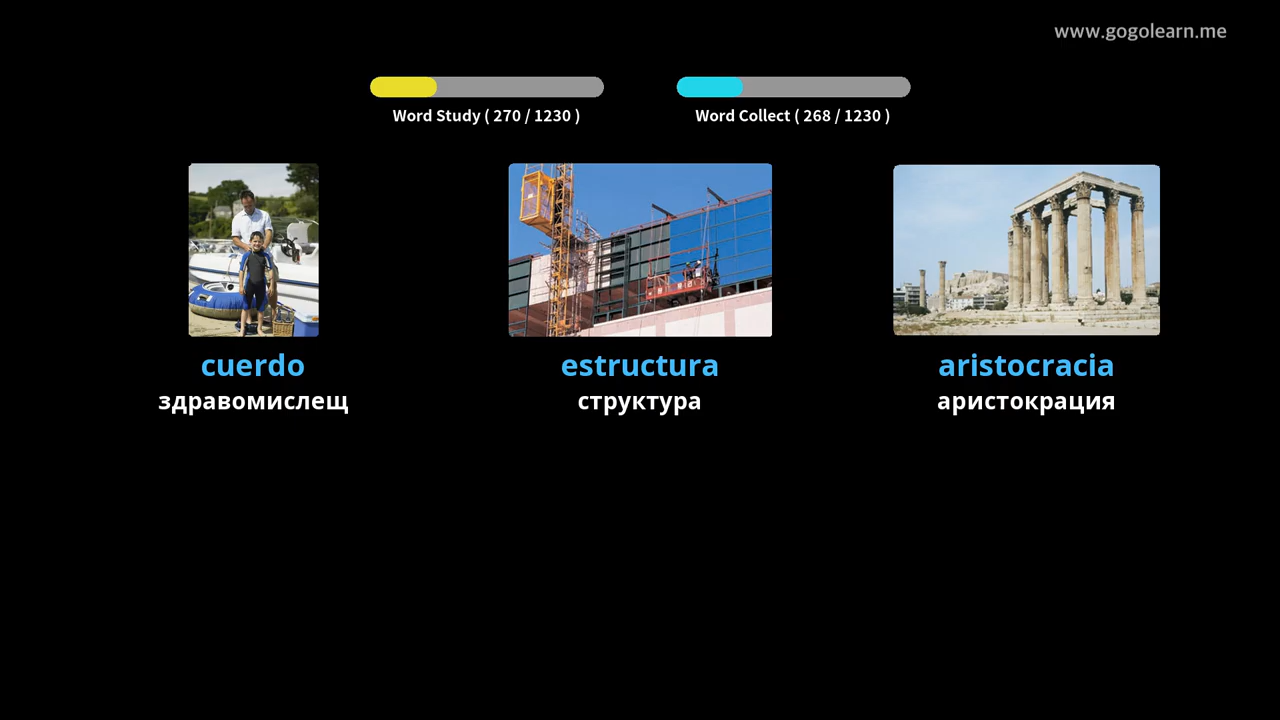 www.gogolearn.me
Word Study ( 270 / 1230 )
Word Collect ( 268 / 1230 )
cuerdo
здравомислещ
estructura
структура
aristocracia
аристокрация